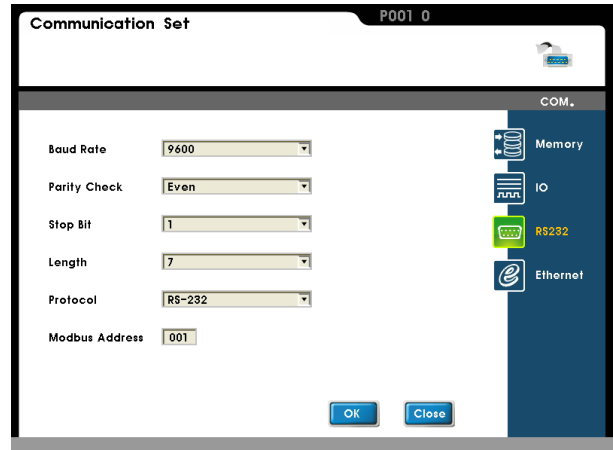 Communication Set
P001 0
COM.
Baud Rate 9600
Parity Check Even
Stop Bit 1
Length 7
Protocol RS-232
Modbus Address 001
Memory
IO
RS232
Ethernet
OK Close